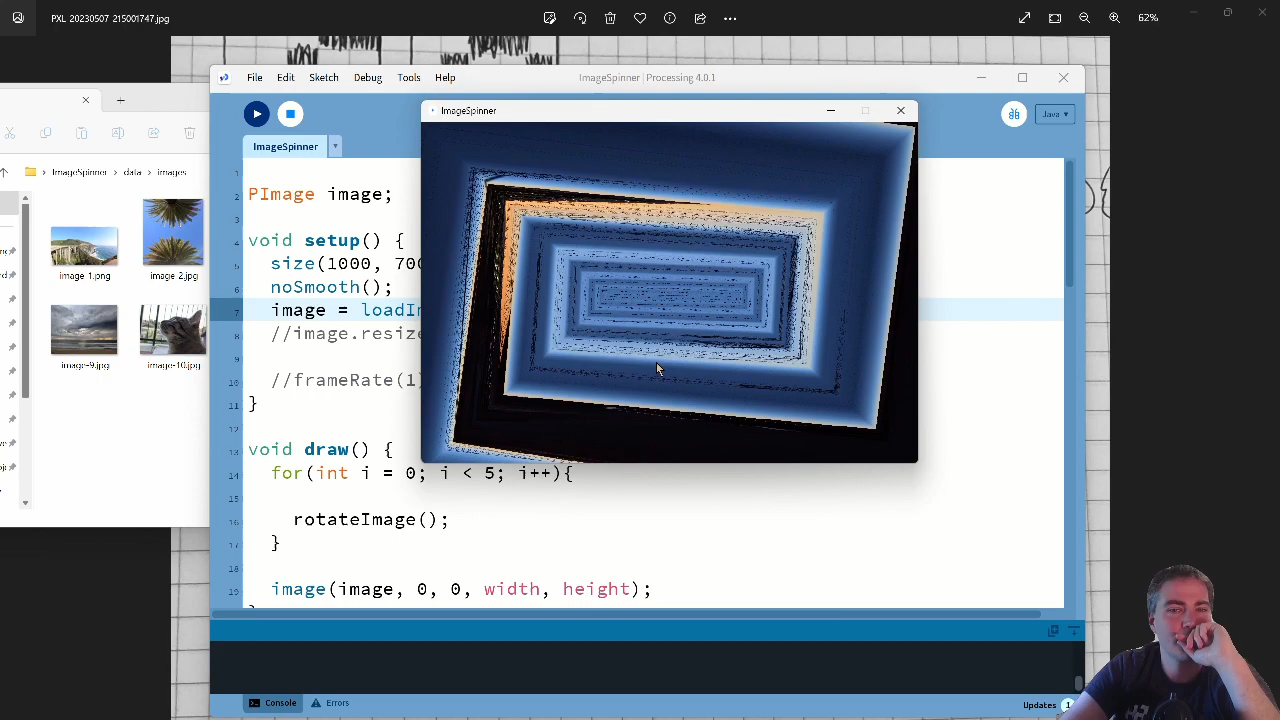 PXL 20230507 215001747.jpg
62%
File Edit Sketch Debug Tools Help
ImageSpinner | Processing 4.0.1
ImageSpinner
Java
ImageSpinner
ImageSpinner data images
image 1.png
image-2.jpg
image-9.jpg
image-10.jpg
1
2 PImage image;
3
4 void setup() {
5 size(1000, 700
6 noSmooth();
7 image = loadIm
8 //image.resize
9
10 //frameRate(1)
11 }
12
13 void draw() {
14 for(int i = 0; i < 5; i++){
15
16 rotateImage();
17 }
18
19 image(image, 0, 0, width, height);
Console Errors
Updates 1